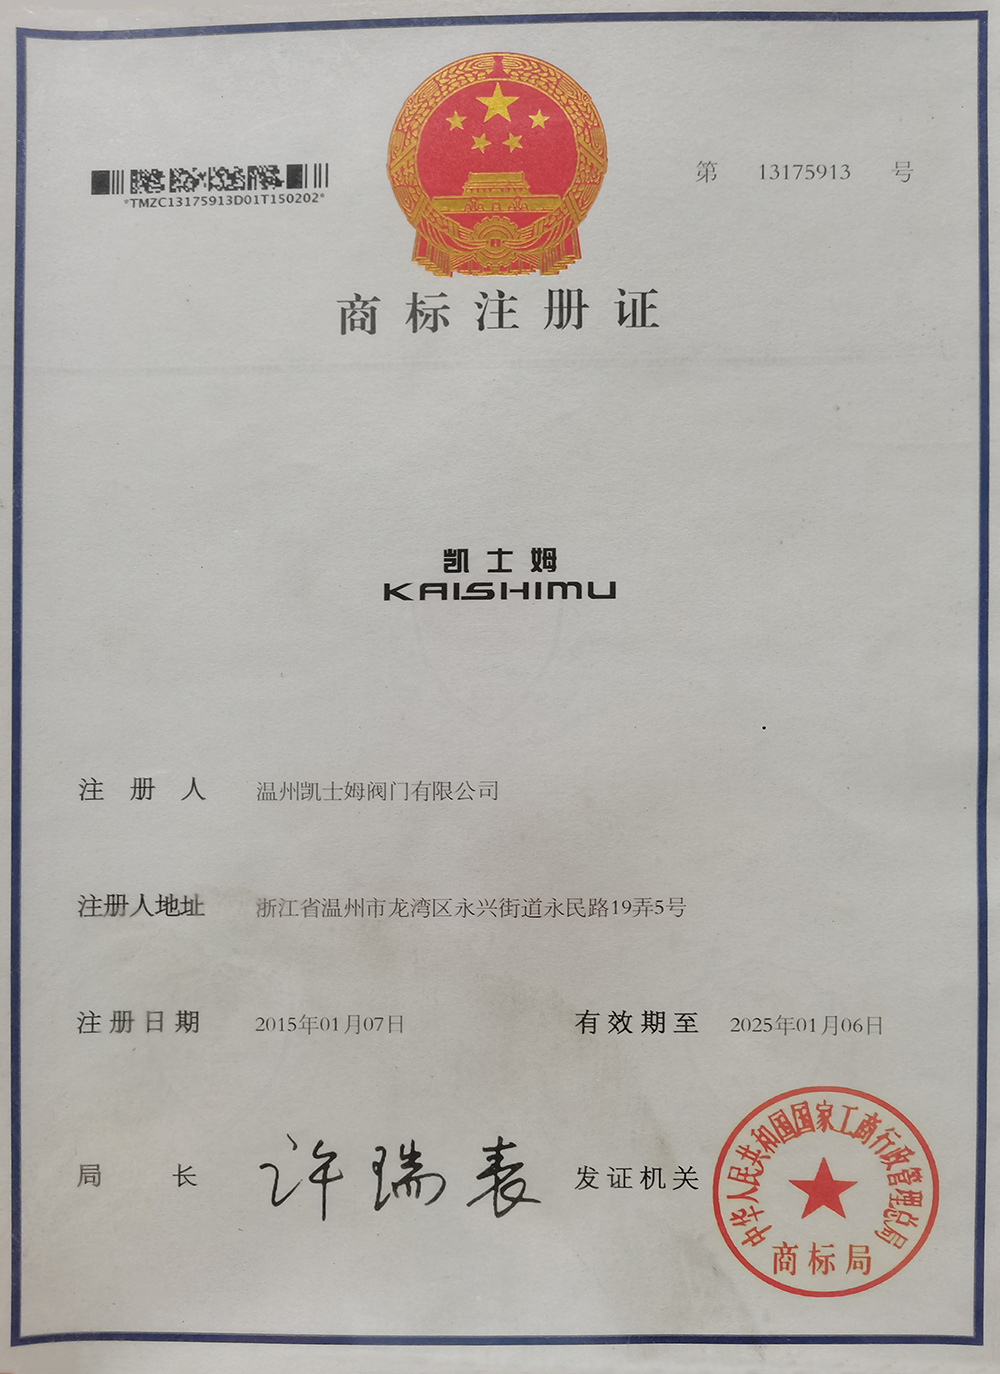 *TMZC13175913D01T150202*
第 13175913 号
商标注册证
凯士姆
KAISHIMU
注册人 温州凯士姆阀门有限公司
注册人地址 浙江省温州市龙湾区永兴街道永民路19弄5号
注册日期 2015年01月07日 有效期至 2025年01月06日
局长 许瑞表 发证机关
中华人民共和国国家工商行政管理总局
商标局